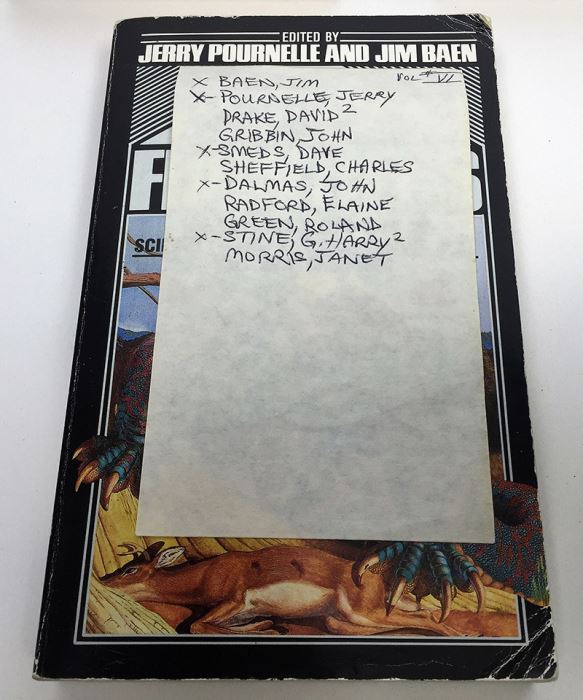 EDITED BY
JERRY POURNELLE AND JIM BAEN
VOL # VI
X BAEN, JIM
X- POURNELLE, JERRY
DRAKE, DAVID 2
GRIBBIN, JOHN
X-SMEDS, DAVE
SHEFFIELD, CHARLES
X-DALMAS, JOHN
RADFORD, ELAINE
GREEN, ROLAND
X-STINE, G. HARRY 2
MORRIS, JANET